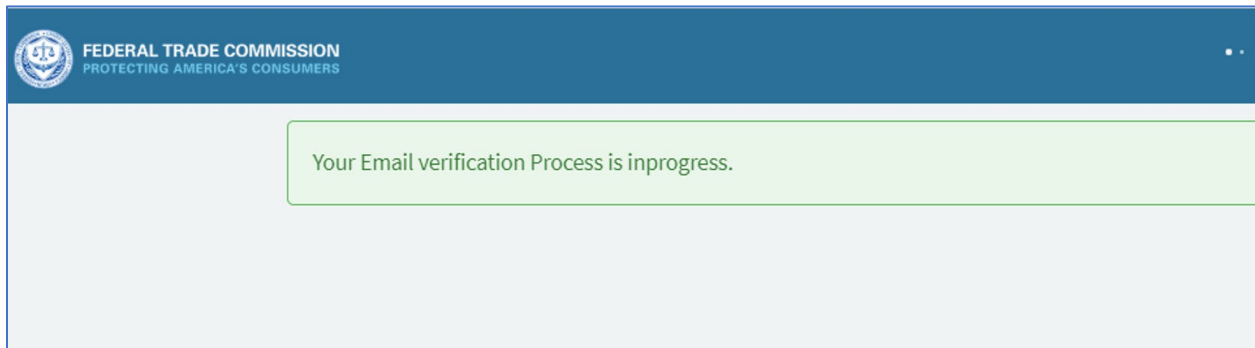 FEDERAL TRADE COMMISSION
PROTECTING AMERICA'S CONSUMERS
Your Email verification Process is inprogress.